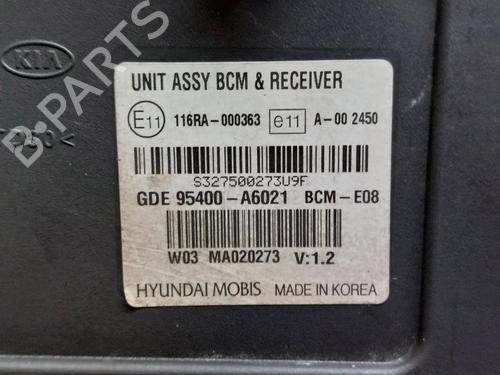 KIA
UNIT ASSY BCM & RECEIVER
E11 116RA-000363 e11 A-00 2450
S327500273U9F
GDE 95400-A6021 BCM-E08
W03 MA020273 V:1.2
HYUNDAI MOBIS MADE IN KOREA
B-PARTS